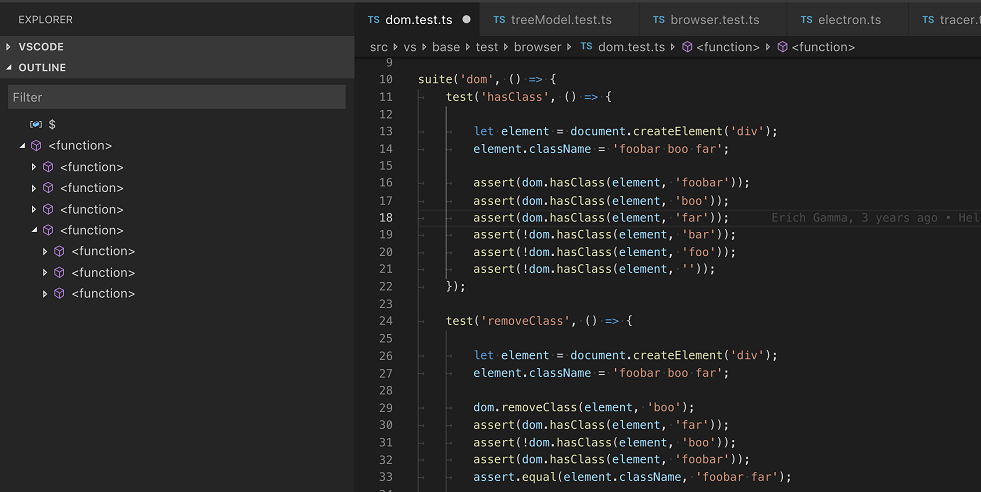 EXPLORER
VSCODE
OUTLINE
Filter
$
<function>
<function>
<function>
<function>
<function>
<function>
<function>
<function>
TS dom.test.ts TS treeModel.test.ts TS browser.test.ts TS electron.ts TS tracer.t
src vs base test browser TS dom.test.ts <function> <function>
9
10 suite('dom', () => {
11 test('hasClass', () => {
12
13 let element = document.createElement('div');
14 element.className = 'foobar boo far';
15
16 assert(dom.hasClass(element, 'foobar'));
17 assert(dom.hasClass(element, 'boo'));
18 assert(dom.hasClass(element, 'far')); Erich Gamma, 3 years ago • Hel
19 assert(!dom.hasClass(element, 'bar'));
20 assert(!dom.hasClass(element, 'foo'));
21 assert(!dom.hasClass(element, ''));
22 });
23
24 test('removeClass', () => {
25
26 let element = document.createElement('div');
27 element.className = 'foobar boo far';
28
29 dom.removeClass(element, 'boo');
30 assert(dom.hasClass(element, 'far'));
31 assert(!dom.hasClass(element, 'boo'));
32 assert(dom.hasClass(element, 'foobar'));
33 assert.equal(element.className, 'foobar far');